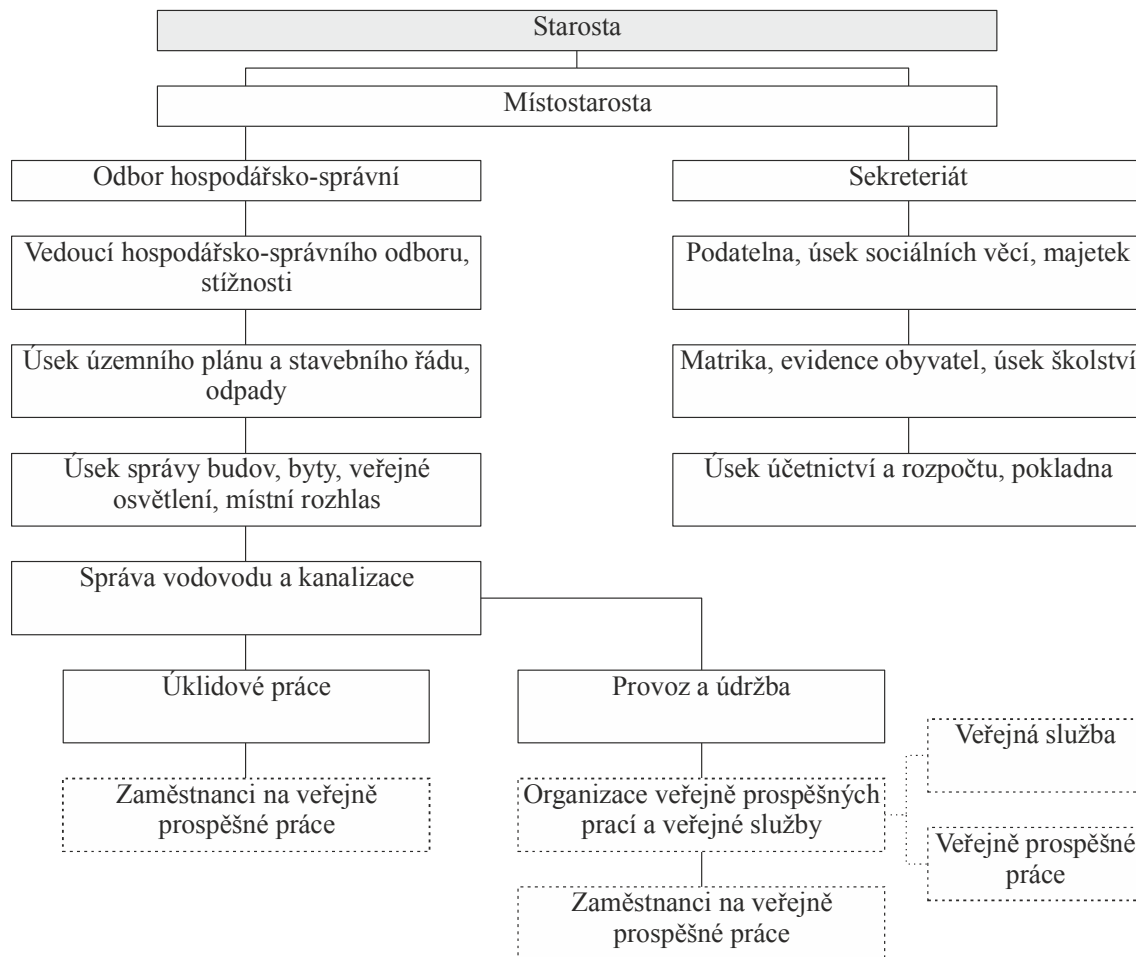 Starosta
Místostarosta
Odbor hospodářsko-správní
Sekreteriát
Vedoucí hospodářsko-správního odboru,
stížnosti
Podatelna, úsek sociálních věcí, majetek
Úsek územního plánu a stavebního řádu,
odpady
Matrika, evidence obyvatel, úsek školství
Úsek správy budov, byty, veřejné
osvětlení, místní rozhlas
Úsek účetnictví a rozpočtu, pokladna
Správa vodovodu a kanalizace
Úklidové práce
Provoz a údržba
Veřejná služba
Zaměstnanci na veřejně
prospěšné práce
Organizace veřejně prospěšných
prací a veřejné služby
Veřejně prospěšné
práce
Zaměstnanci na veřejně
prospěšné práce